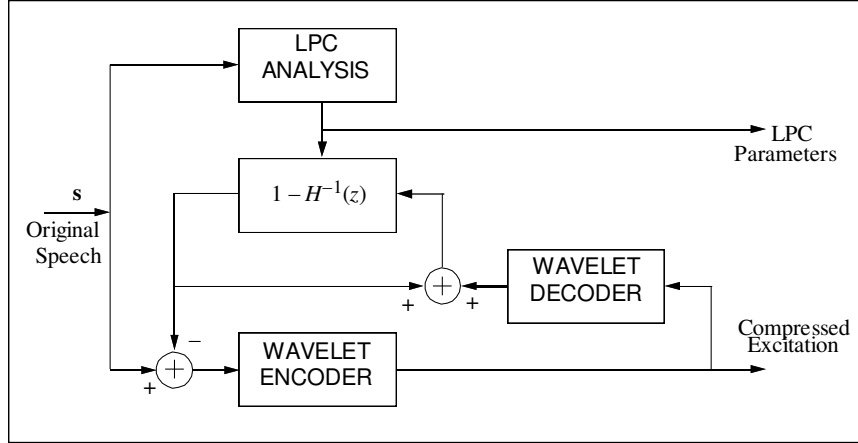 LPC
ANALYSIS
LPC
Parameters
1 – H⁻¹(z)
s
Original
Speech
+
+
+
WAVELET
DECODER
–
+
+
WAVELET
ENCODER
Compressed
Excitation